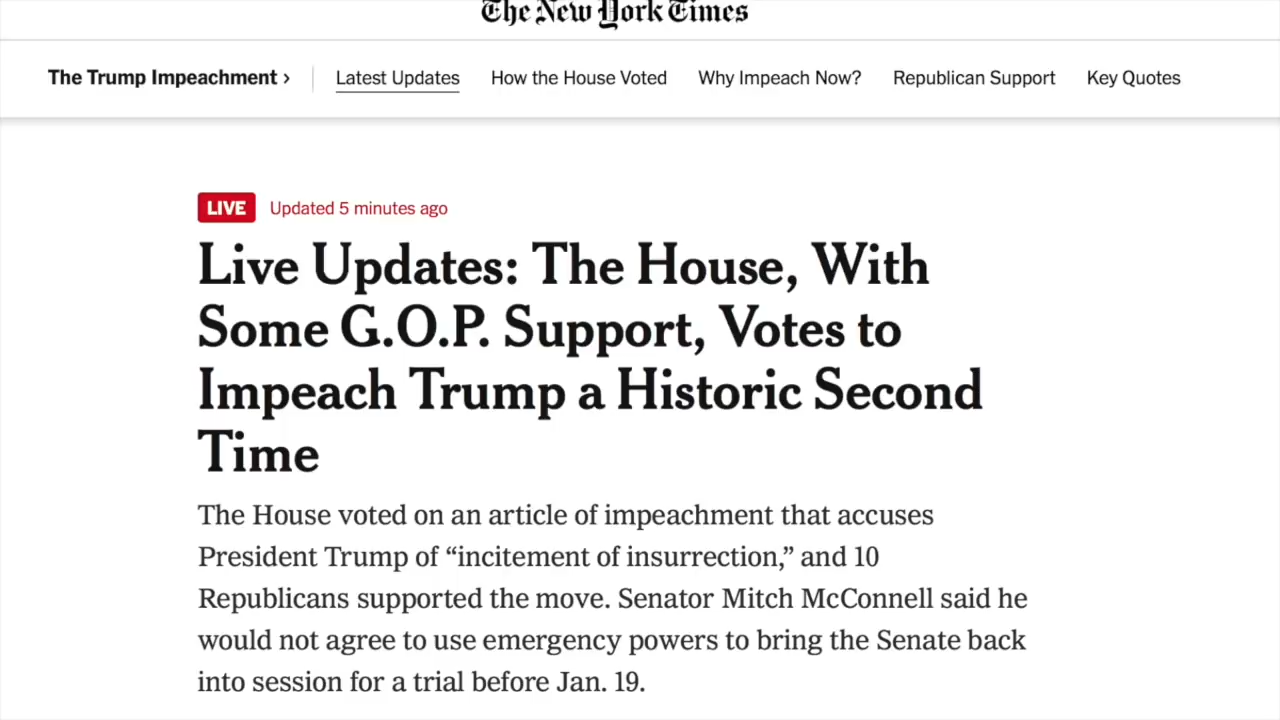 The New York Times
The Trump Impeachment › Latest Updates How the House Voted Why Impeach Now? Republican Support Key Quotes
LIVE Updated 5 minutes ago
Live Updates: The House, With
Some G.O.P. Support, Votes to
Impeach Trump a Historic Second
Time
The House voted on an article of impeachment that accuses
President Trump of “incitement of insurrection,” and 10
Republicans supported the move. Senator Mitch McConnell said he
would not agree to use emergency powers to bring the Senate back
into session for a trial before Jan. 19.